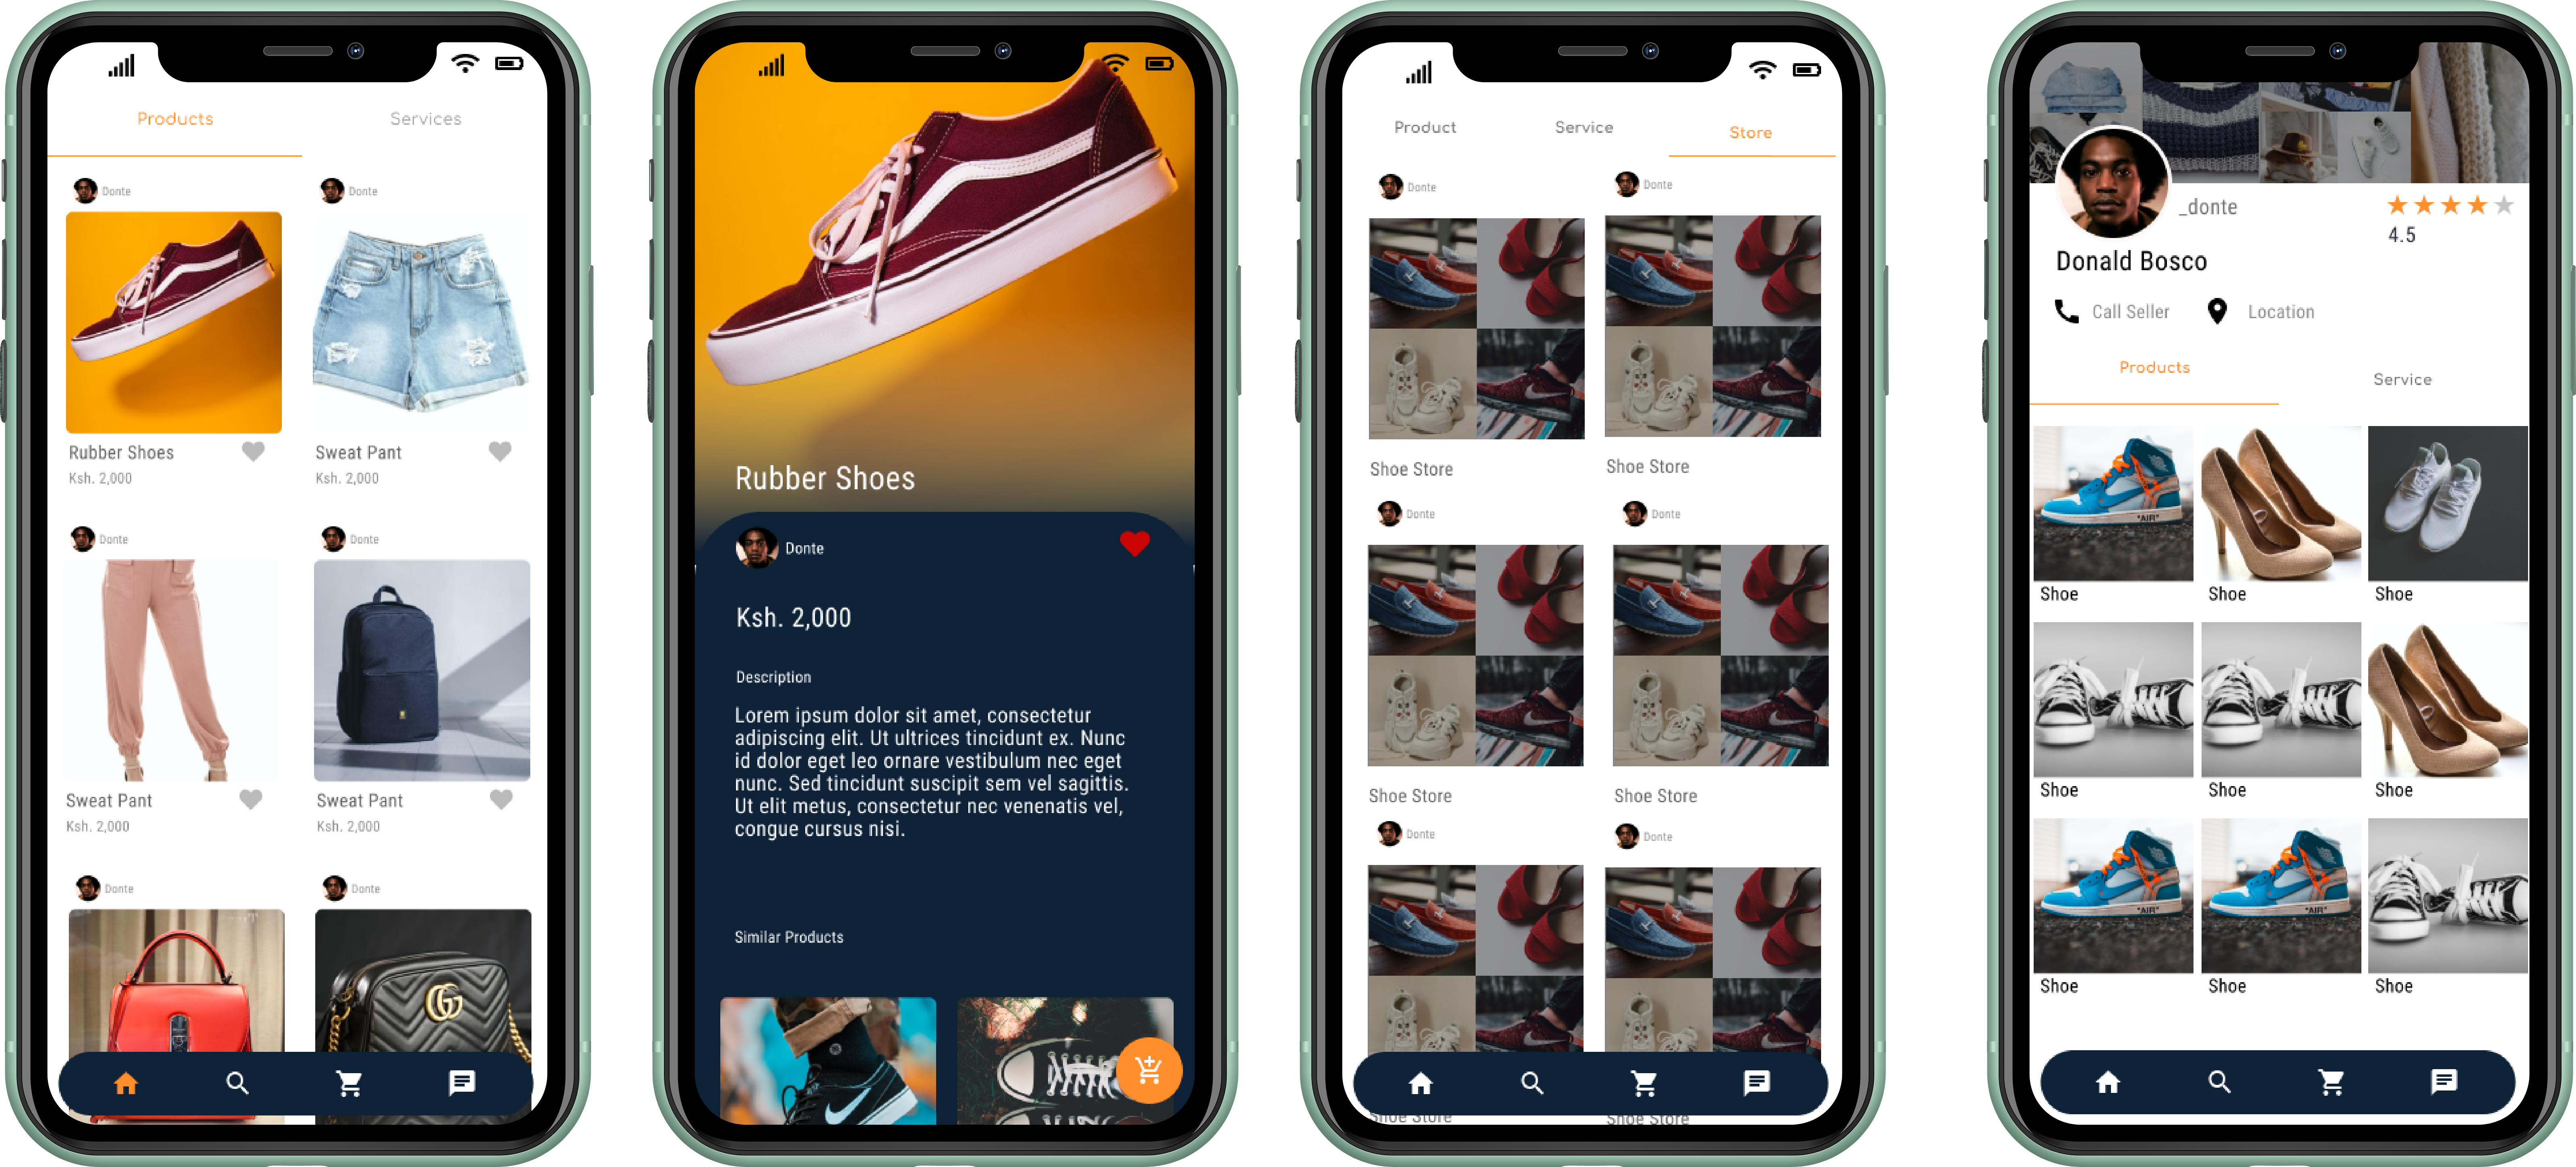 Products Services
Donte Donte
Rubber Shoes Sweat Pant
Ksh. 2,000 Ksh. 2,000
Donte Donte
Sweat Pant Sweat Pant
Ksh. 2,000 Ksh. 2,000
Donte Donte
Rubber Shoes
Donte
Ksh. 2,000
Description
Lorem ipsum dolor sit amet, consectetur
adipiscing elit. Ut ultrices tincidunt ex. Nunc
id dolor eget leo ornare vestibulum nec eget
nunc. Sed tincidunt suscipit sem vel sagittis.
Ut elit metus, consectetur nec venenatis vel,
congue cursus nisi.
Similar Products
Product Service Store
Donte Donte
Shoe Store Shoe Store
Donte Donte
Shoe Store Shoe Store
Donte Donte
Shoe Store Shoe Store
_donte
4.5
Donald Bosco
Call Seller Location
Products Service
"AIR"
Shoe Shoe Shoe
Shoe Shoe Shoe
"AIR" "AIR"
Shoe Shoe Shoe